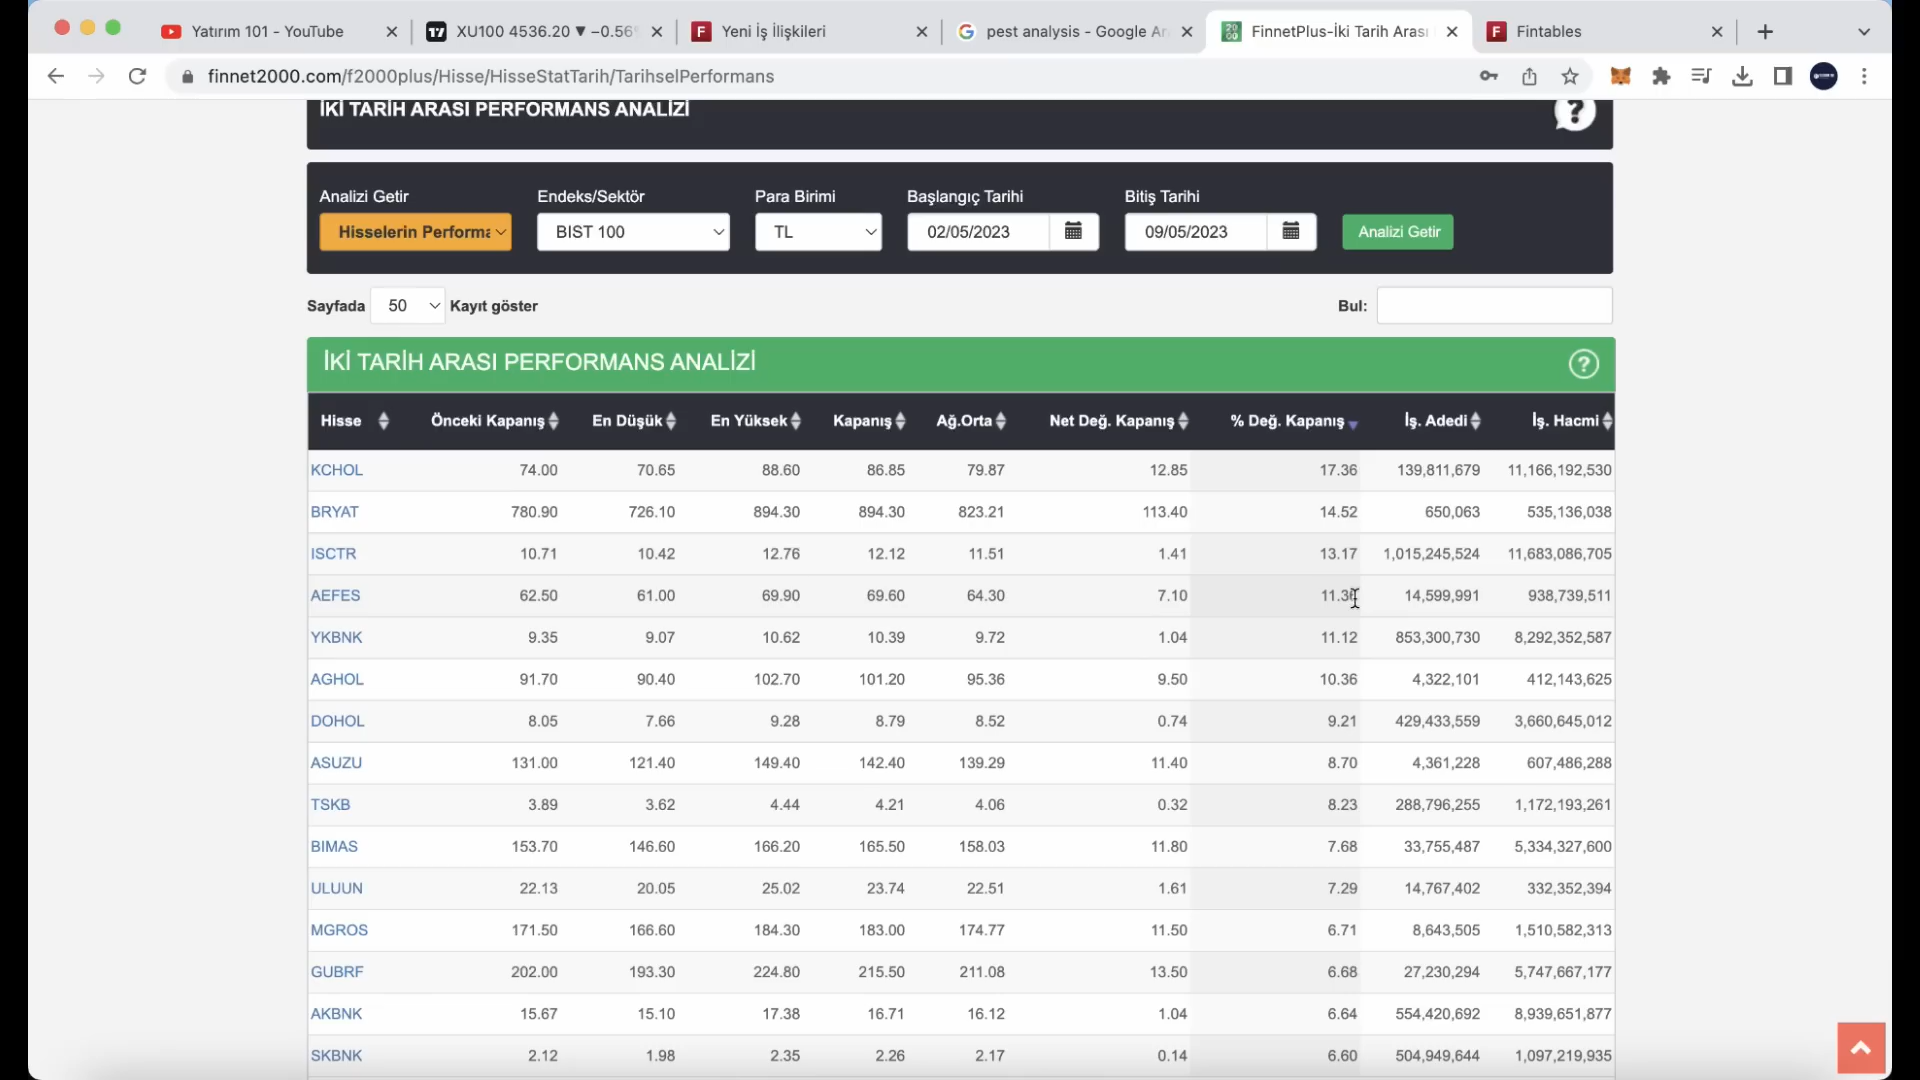 Yatırım 101 - YouTube
XU100 4536.20 ▼ −0.56
Yeni İş İlişkileri
pest analysis - Google Ar
FinnetPlus-İki Tarih Arası
Fintables
finnet2000.com/f2000plus/Hisse/HisseStatTarih/TarihselPerformans
İKİ TARİH ARASI PERFORMANS ANALİZİ
Analizi Getir Endeks/Sektör Para Birimi Başlangıç Tarihi Bitiş Tarihi
Hisselerin Performa BIST 100 TL 02/05/2023 09/05/2023 Analizi Getir
Sayfada 50 Kayıt göster Bul:
İKİ TARİH ARASI PERFORMANS ANALİZİ
Hisse Önceki Kapanış En Düşük En Yüksek Kapanış Ağ.Orta Net Değ. Kapanış % Değ. Kapanış İş. Adedi İş. Hacmi
KCHOL 74.00 70.65 88.60 86.85 79.87 12.85 17.36 139,811,679 11,166,192,530
BRYAT 780.90 726.10 894.30 894.30 823.21 113.40 14.52 650,063 535,136,038
ISCTR 10.71 10.42 12.76 12.12 11.51 1.41 13.17 1,015,245,524 11,683,086,705
AEFES 62.50 61.00 69.90 69.60 64.30 7.10 11.36 14,599,991 938,739,511
YKBNK 9.35 9.07 10.62 10.39 9.72 1.04 11.12 853,300,730 8,292,352,587
AGHOL 91.70 90.40 102.70 101.20 95.36 9.50 10.36 4,322,101 412,143,625
DOHOL 8.05 7.66 9.28 8.79 8.52 0.74 9.21 429,433,559 3,660,645,012
ASUZU 131.00 121.40 149.40 142.40 139.29 11.40 8.70 4,361,228 607,486,288
TSKB 3.89 3.62 4.44 4.21 4.06 0.32 8.23 288,796,255 1,172,193,261
BIMAS 153.70 146.60 166.20 165.50 158.03 11.80 7.68 33,755,487 5,334,327,600
ULUUN 22.13 20.05 25.02 23.74 22.51 1.61 7.29 14,767,402 332,352,394
MGROS 171.50 166.60 184.30 183.00 174.77 11.50 6.71 8,643,505 1,510,582,313
GUBRF 202.00 193.30 224.80 215.50 211.08 13.50 6.68 27,230,294 5,747,667,177
AKBNK 15.67 15.10 17.38 16.71 16.12 1.04 6.64 554,420,692 8,939,651,877
SKBNK 2.12 1.98 2.35 2.26 2.17 0.14 6.60 504,949,644 1,097,219,935